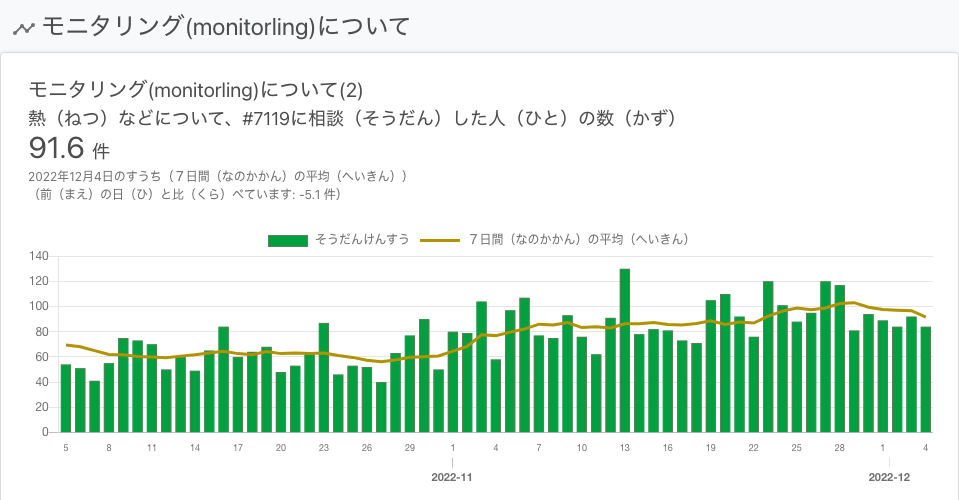 モニタリング(monitorling)について
モニタリング(monitorling)について(2)
熱（ねつ）などについて、#7119に相談（そうだん）した人（ひと）の数（かず）
91.6 件
2022年12月4日のすうち（７日間（なのかかん）の平均（へいきん））
（前（まえ）の日（ひ）と比（くら）べています: -5.1 件）
そうだんけんすう ７日間（なのかかん）の平均（へいきん）
140
120
100
80
60
40
20
0
5 8 11 14 17 20 23 26 29 1 4 7 10 13 16 19 22 25 28 1 4
2022-11 2022-12